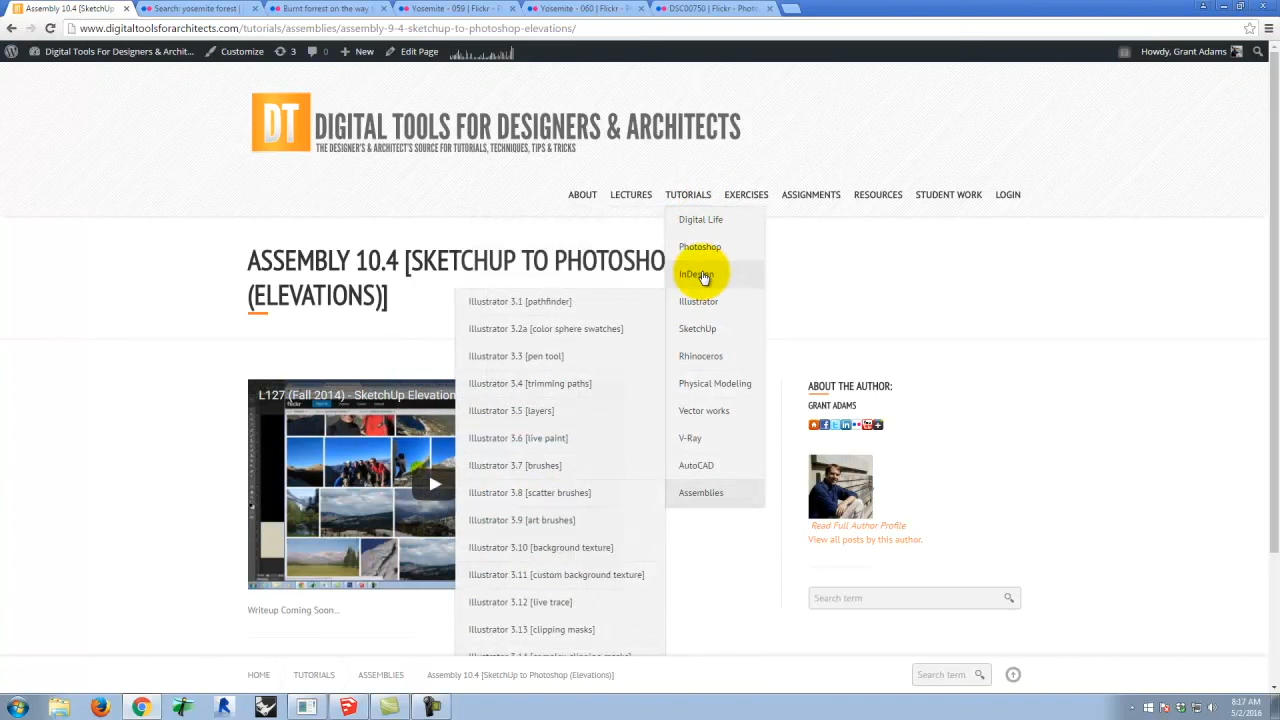 Assembly 10.4 [SketchUp
Search: yosemite forest |
Burnt forrest on the way t
Yosemite - 059 | Flickr - P
Yosemite - 060 | Flickr - P
DSC00750 | Flickr - Photo
www.digitaltoolsforarchitects.com/tutorials/assemblies/assembly-9-4-sketchup-to-photoshop-elevations/
Digital Tools For Designers & Archit...
Customize
3
0
New
Edit Page
Howdy, Grant Adams
DT
DIGITAL TOOLS FOR DESIGNERS & ARCHITECTS
THE DESIGNER'S & ARCHITECT'S SOURCE FOR TUTORIALS, TECHNIQUES, TIPS & TRICKS
ABOUT LECTURES TUTORIALS EXERCISES ASSIGNMENTS RESOURCES STUDENT WORK LOGIN
Digital Life
Photoshop
InDesign
Illustrator
SketchUp
Rhinoceros
Physical Modeling
Vector works
V-Ray
AutoCAD
Assemblies
ASSEMBLY 10.4 [SKETCHUP TO PHOTOSHO
(ELEVATIONS)]
Illustrator 3.1 [pathfinder]
Illustrator 3.2a [color sphere swatches]
Illustrator 3.3 [pen tool]
Illustrator 3.4 [trimming paths]
Illustrator 3.5 [layers]
Illustrator 3.6 [live paint]
Illustrator 3.7 [brushes]
Illustrator 3.8 [scatter brushes]
Illustrator 3.9 [art brushes]
Illustrator 3.10 [background texture]
Illustrator 3.11 [custom background texture]
Illustrator 3.12 [live trace]
Illustrator 3.13 [clipping masks]
L127 (Fall 2014) - SketchUp Elevation
flickr
Writeup Coming Soon...
ABOUT THE AUTHOR:
GRANT ADAMS
Read Full Author Profile
View all posts by this author.
Search term
HOME TUTORIALS ASSEMBLIES Assembly 10.4 [SketchUp to Photoshop (Elevations)]
Search term
8:17 AM
5/2/2016